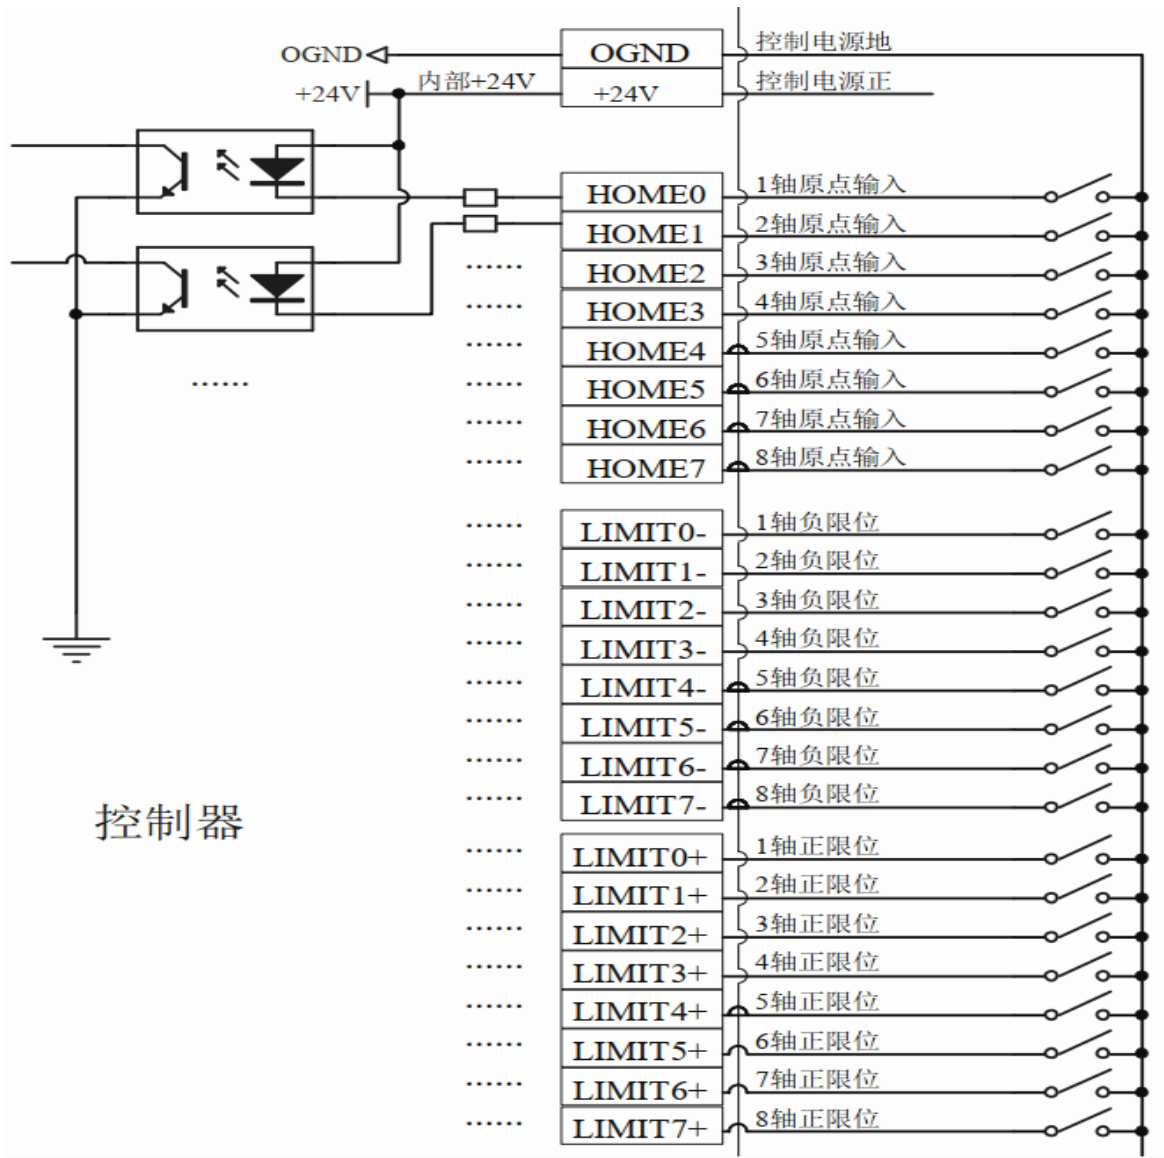 OGND OGND 控制电源地
+24V 内部+24V +24V 控制电源正
HOME0 1轴原点输入
HOME1 2轴原点输入
...... HOME2 3轴原点输入
...... HOME3 4轴原点输入
...... HOME4 5轴原点输入
...... ...... HOME5 6轴原点输入
...... HOME6 7轴原点输入
...... HOME7 8轴原点输入
...... LIMIT0- 1轴负限位
...... LIMIT1- 2轴负限位
...... LIMIT2- 3轴负限位
...... LIMIT3- 4轴负限位
...... LIMIT4- 5轴负限位
...... LIMIT5- 6轴负限位
...... LIMIT6- 7轴负限位
...... LIMIT7- 8轴负限位
控制器
...... LIMIT0+ 1轴正限位
...... LIMIT1+ 2轴正限位
...... LIMIT2+ 3轴正限位
...... LIMIT3+ 4轴正限位
...... LIMIT4+ 5轴正限位
...... LIMIT5+ 6轴正限位
...... LIMIT6+ 7轴正限位
...... LIMIT7+ 8轴正限位